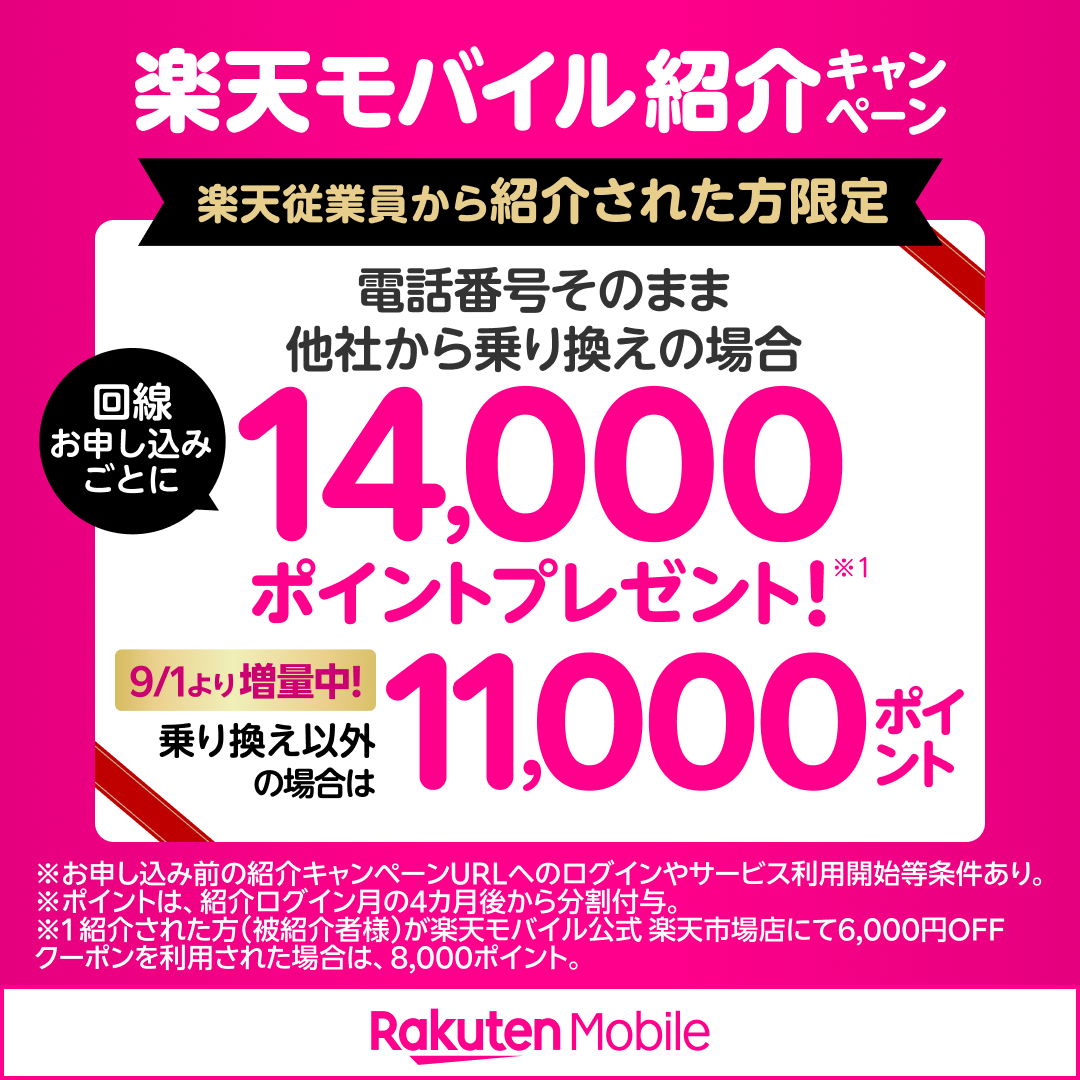 楽天モバイル紹介キャンペーン
楽天従業員から紹介された方限定
電話番号そのまま
他社から乗り換えの場合
回線
お申し込み
ごとに
14,000
ポイントプレゼント!※1
9/1より増量中!
乗り換え以外
の場合は
11,000ポイント
※お申し込み前の紹介キャンペーンURLへのログインやサービス利用開始等条件あり。
※ポイントは、紹介ログイン月の4カ月後から分割付与。
※1 紹介された方(被紹介者様)が楽天モバイル公式 楽天市場店にて6,000円OFF
クーポンを利用された場合は、8,000ポイント。
Rakuten Mobile